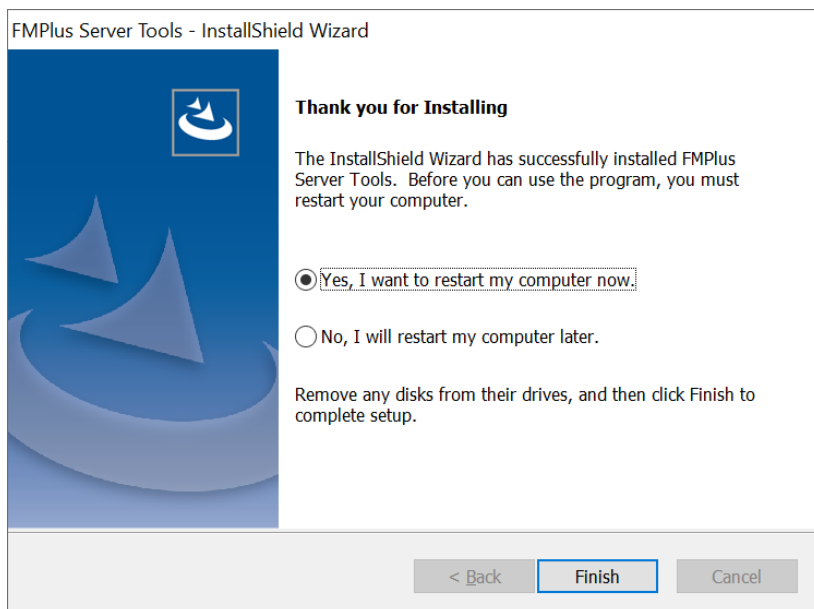 FMPlus Server Tools - InstallShield Wizard
Thank you for Installing
The InstallShield Wizard has successfully installed FMPlus
Server Tools.  Before you can use the program, you must
restart your computer.
Yes, I want to restart my computer now.
No, I will restart my computer later.
Remove any disks from their drives, and then click Finish to
complete setup.
< Back Finish Cancel